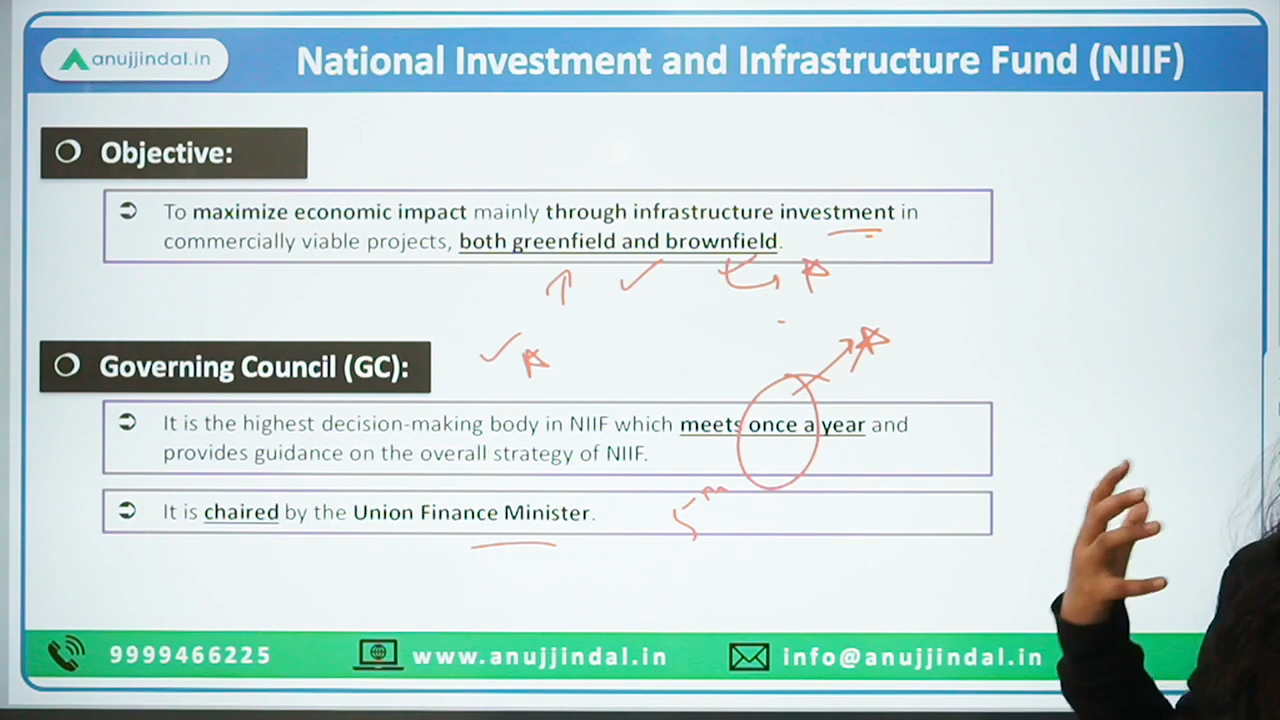 anujjindal.in
National Investment and Infrastructure Fund (NIIF)
Objective:
To maximize economic impact mainly through infrastructure investment in
commercially viable projects, both greenfield and brownfield.
Governing Council (GC):
It is the highest decision-making body in NIIF which meets once a year and
provides guidance on the overall strategy of NIIF.
5th
It is chaired by the Union Finance Minister.
9999466225
www.anujjindal.in
info@anujjindal.in